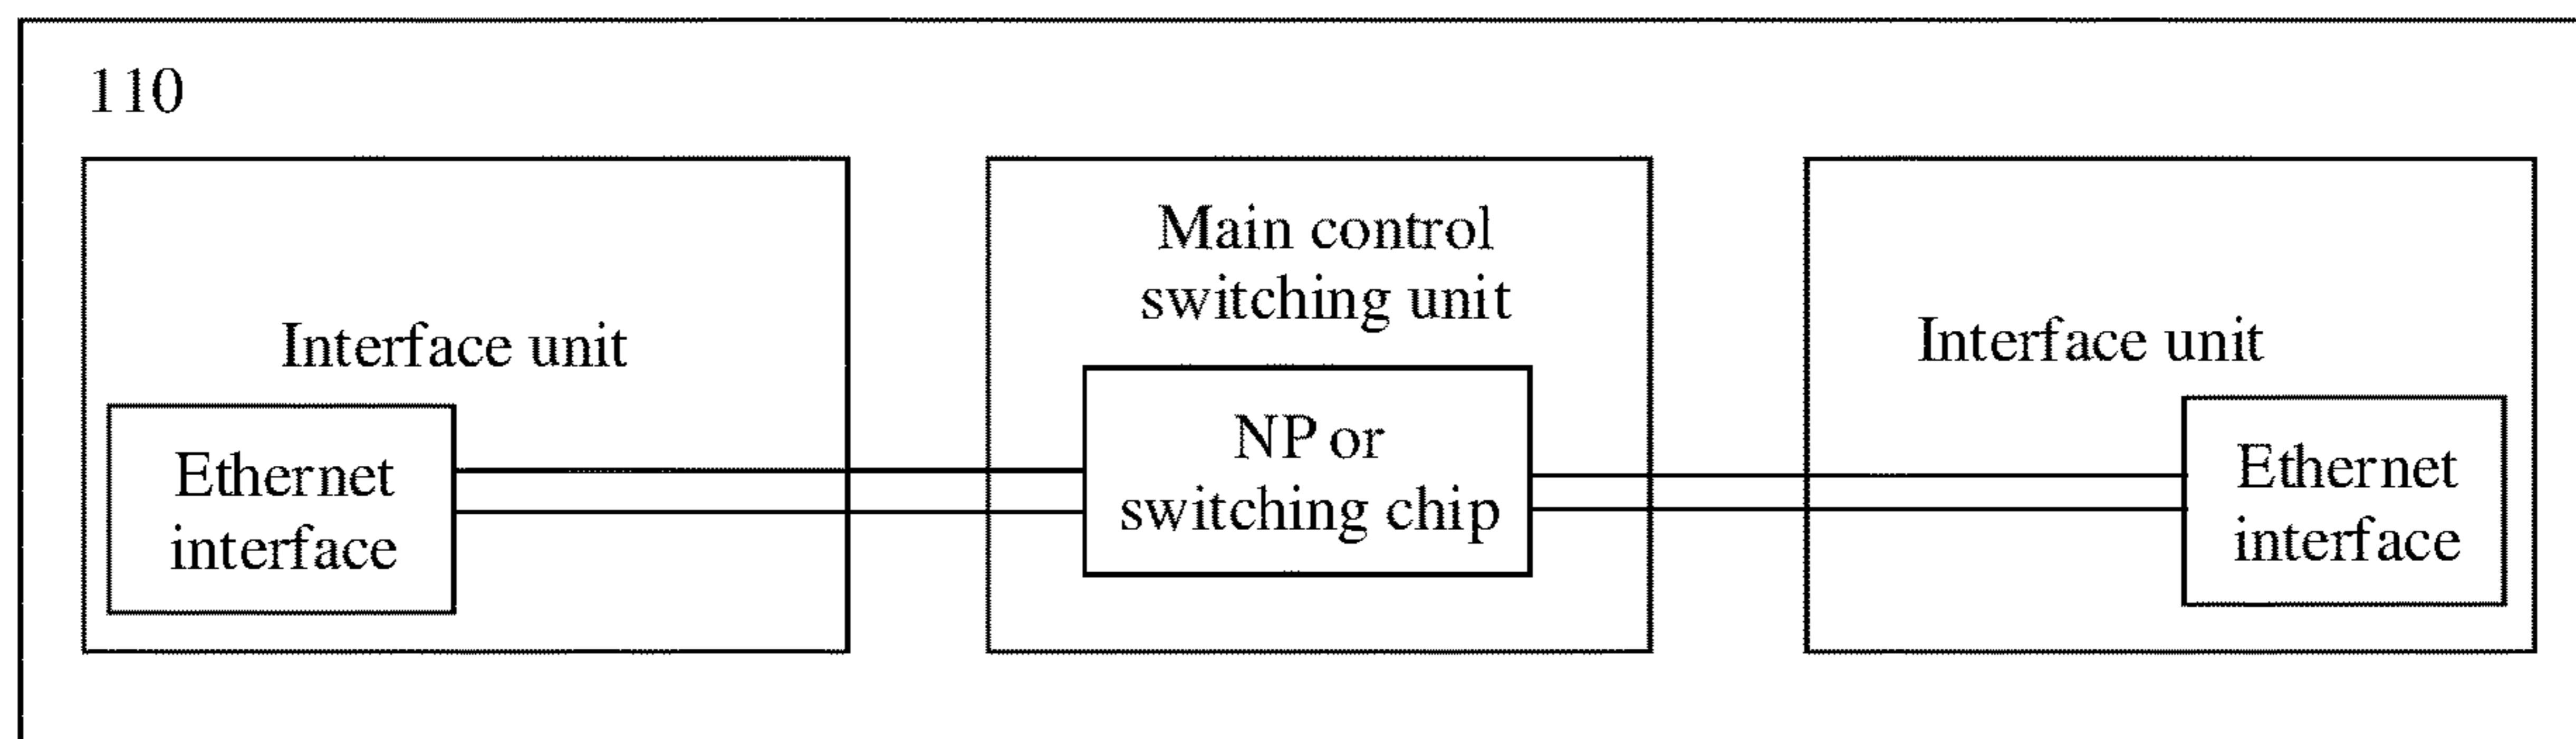 110
Interface unit
Ethernet
interface
Main control
switching unit
NP or
switching chip
Interface unit
Ethernet
interface